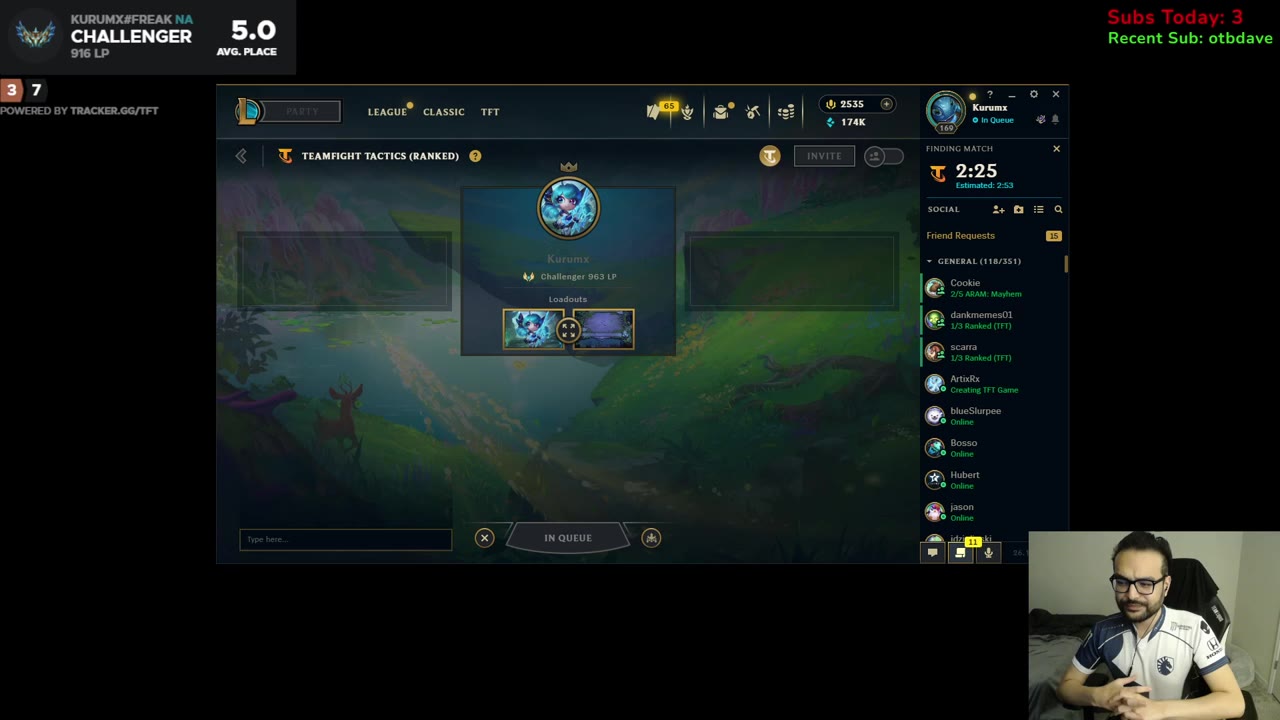 KURUMX#FREAK NA
CHALLENGER
916 LP
5.0
AVG. PLACE
3 7
POWERED BY TRACKER.GG/TFT
Subs Today: 3
Recent Sub: otbdave
PARTY
LEAGUE
CLASSIC
TFT
65
2535
174K
169
Kurumx
In Queue
TEAMFIGHT TACTICS (RANKED)
INVITE
FINDING MATCH
2:25
Estimated: 2:53
SOCIAL
Friend Requests
15
GENERAL (118/351)
Cookie
2/5 ARAM: Mayhem
dankmemes01
1/3 Ranked (TFT)
scarra
1/3 Ranked (TFT)
ArtixRx
Creating TFT Game
blueSlurpee
Online
Bosso
Online
Hubert
Online
jason
Online
11
Kurumx
Challenger 963 LP
Loadouts
Type here...
IN QUEUE
HONDA